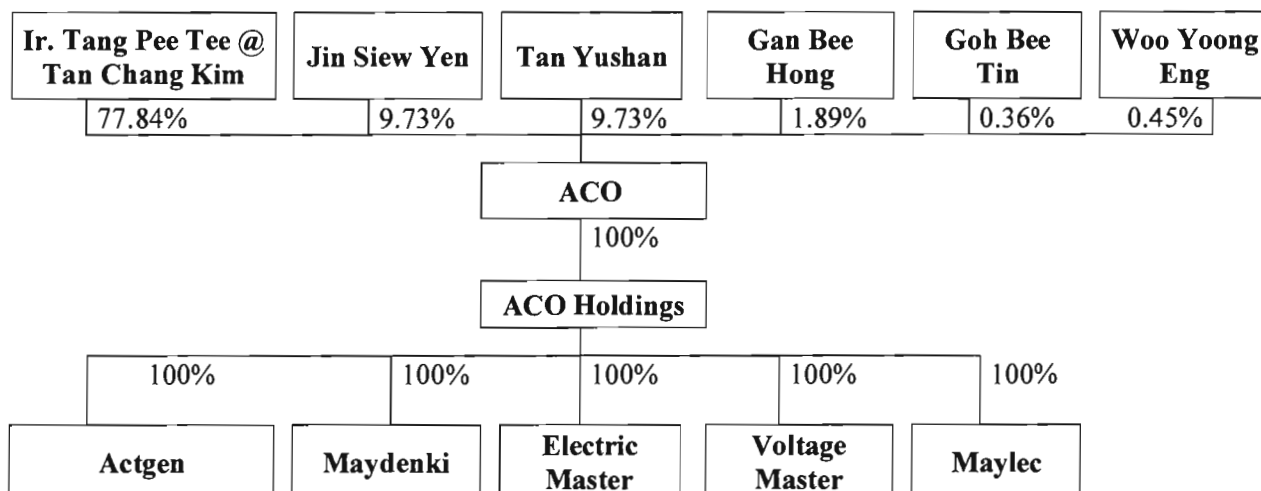 Ir. Tang Pee Tee @
Tan Chang Kim
Jin Siew Yen
Tan Yushan
Gan Bee
Hong
Goh Bee
Tin
Woo Yoong
Eng
77.84%
9.73%
9.73%
1.89%
0.36%
0.45%
ACO
100%
ACO Holdings
100%
100%
100%
100%
100%
Actgen
Maydenki
Electric
Master
Voltage
Master
Maylec